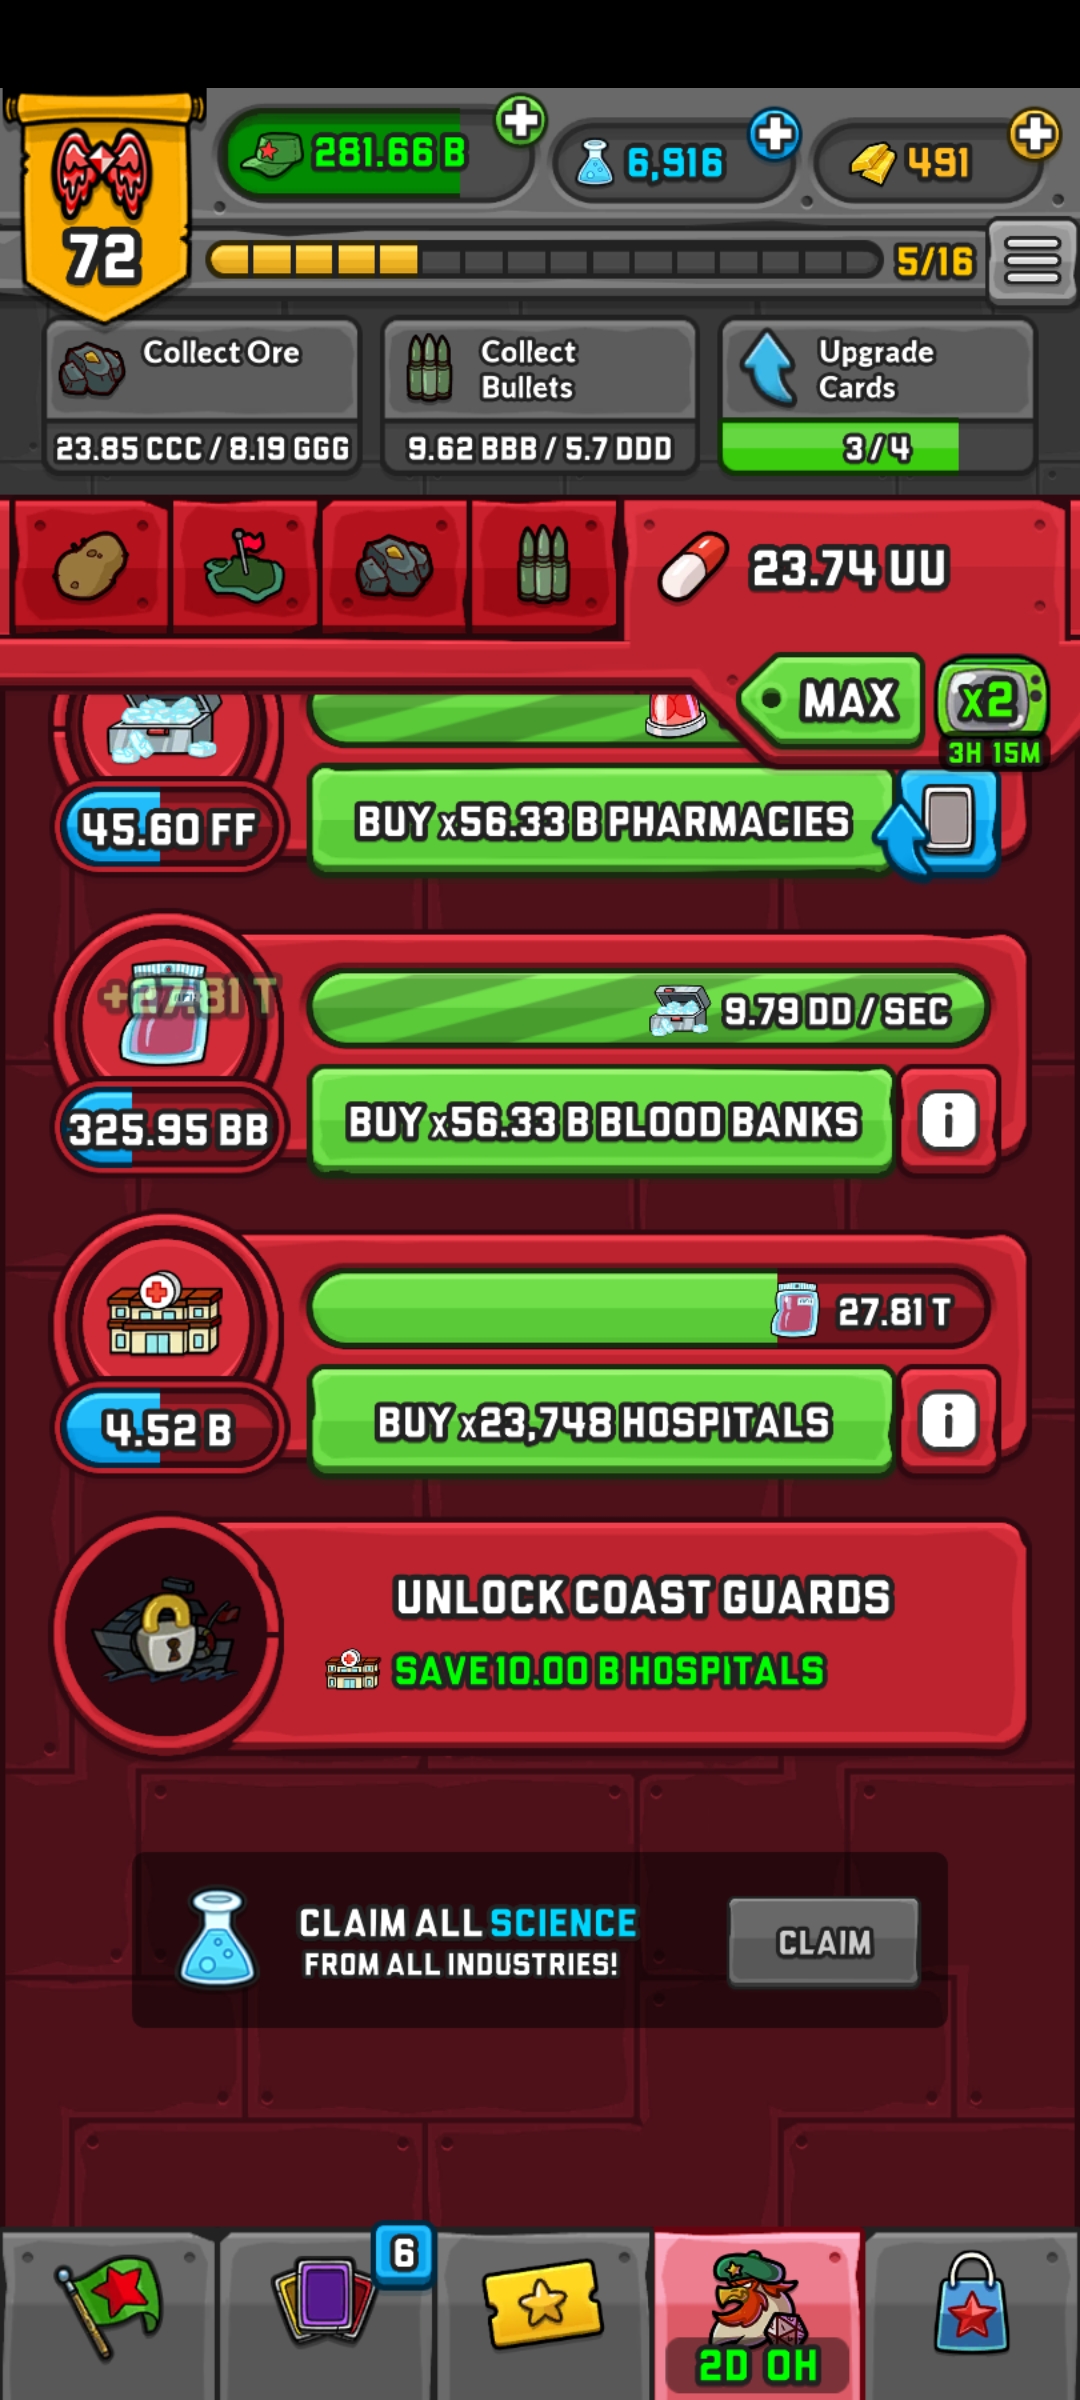 281.66 B
6,916
491
72
5/16
Collect Ore
23.85 CCC / 8.19 GGG
Collect
Bullets
9.62 BBB / 5.7 DDD
Upgrade
Cards
3/4
23.74 UU
MAX
x2
3H 15M
45.60 FF
BUY x56.33 B PHARMACIES
+27.81 T
9.79 DD / SEC
325.95 BB
BUY x56.33 B BLOOD BANKS
i
27.81 T
4.52 B
BUY x23,748 HOSPITALS
i
UNLOCK COAST GUARDS
SAVE 10.00 B HOSPITALS
CLAIM ALL SCIENCE
FROM ALL INDUSTRIES!
CLAIM
6
2D 0H